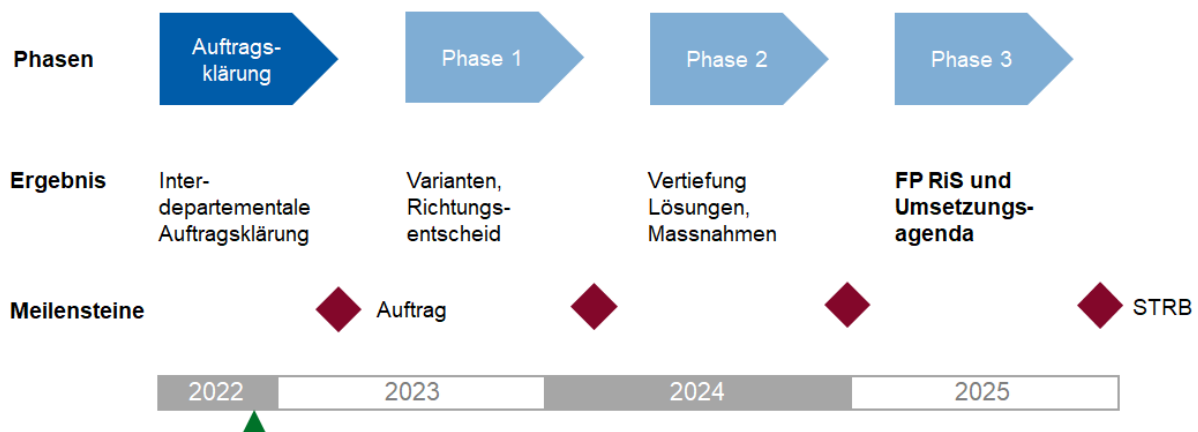 Phasen
Auftrags-
klärung
Phase 1
Phase 2
Phase 3
Ergebnis
Inter-
departementale
Auftragsklärung
Varianten,
Richtungs-
entscheid
Vertiefung
Lösungen,
Massnahmen
FP RiS und
Umsetzungs-
agenda
Meilensteine
Auftrag
STRB
2022
2023
2024
2025